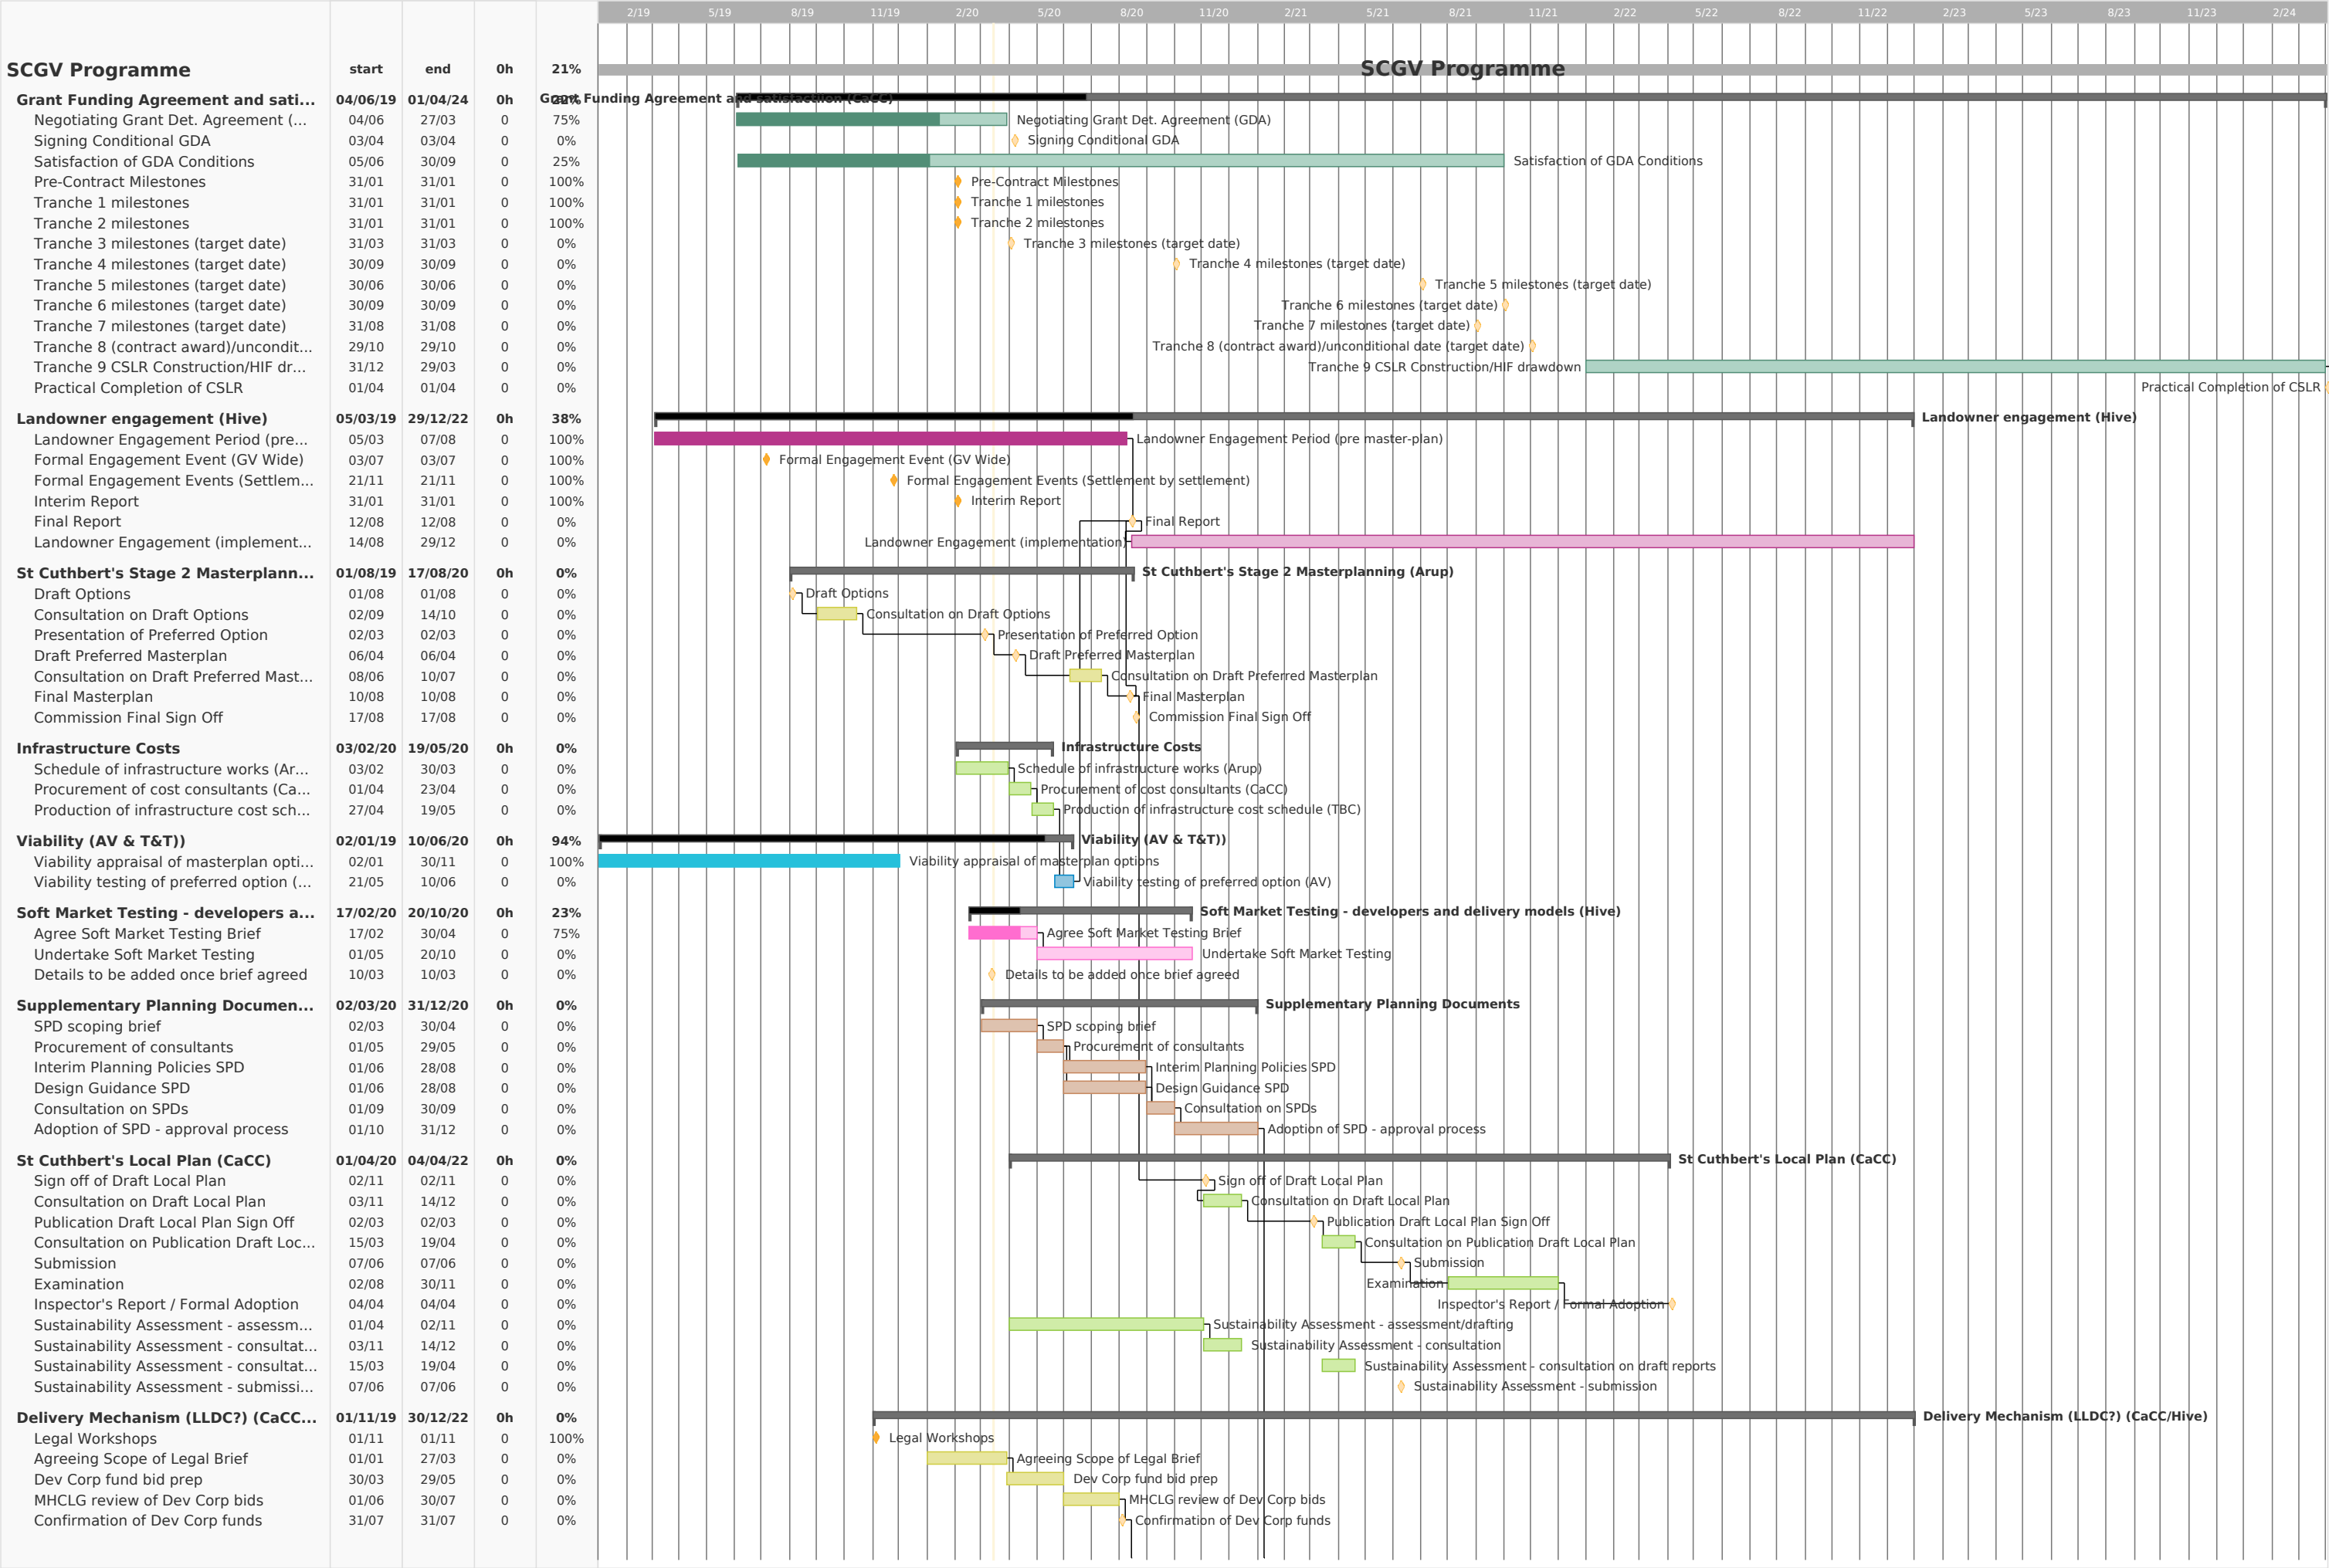 2/19 5/19 8/19 11/19 2/20 5/20 8/20 11/20 2/21 5/21 8/21 11/21 2/22 5/22 8/22 11/22 2/23 5/23 8/23 11/23 2/24
SCGV Programme start end 0h 21% SCGV Programme
Grant Funding Agreement and sati... 04/06/19 01/04/24 0h 22% Grant Funding Agreement and satisfaction (CaCC)
Negotiating Grant Det. Agreement (... 04/06 27/03 0 75% Negotiating Grant Det. Agreement (GDA)
Signing Conditional GDA 03/04 03/04 0 0% Signing Conditional GDA
Satisfaction of GDA Conditions 05/06 30/09 0 25% Satisfaction of GDA Conditions
Pre-Contract Milestones 31/01 31/01 0 100% Pre-Contract Milestones
Tranche 1 milestones 31/01 31/01 0 100% Tranche 1 milestones
Tranche 2 milestones 31/01 31/01 0 100% Tranche 2 milestones
Tranche 3 milestones (target date) 31/03 31/03 0 0% Tranche 3 milestones (target date)
Tranche 4 milestones (target date) 30/09 30/09 0 0% Tranche 4 milestones (target date)
Tranche 5 milestones (target date) 30/06 30/06 0 0% Tranche 5 milestones (target date)
Tranche 6 milestones (target date) 30/09 30/09 0 0% Tranche 6 milestones (target date)
Tranche 7 milestones (target date) 31/08 31/08 0 0% Tranche 7 milestones (target date)
Tranche 8 (contract award)/uncondit... 29/10 29/10 0 0% Tranche 8 (contract award)/unconditional date (target date)
Tranche 9 CSLR Construction/HIF dr... 31/12 29/03 0 0% Tranche 9 CSLR Construction/HIF drawdown
Practical Completion of CSLR 01/04 01/04 0 0% Practical Completion of CSLR
Landowner engagement (Hive) 05/03/19 29/12/22 0h 38% Landowner engagement (Hive)
Landowner Engagement Period (pre... 05/03 07/08 0 100% Landowner Engagement Period (pre master-plan)
Formal Engagement Event (GV Wide) 03/07 03/07 0 100% Formal Engagement Event (GV Wide)
Formal Engagement Events (Settlem... 21/11 21/11 0 100% Formal Engagement Events (Settlement by settlement)
Interim Report 31/01 31/01 0 100% Interim Report
Final Report 12/08 12/08 0 0% Final Report
Landowner Engagement (implement... 14/08 29/12 0 0% Landowner Engagement (implementation)
St Cuthbert's Stage 2 Masterplann... 01/08/19 17/08/20 0h 0% St Cuthbert's Stage 2 Masterplanning (Arup)
Draft Options 01/08 01/08 0 0% Draft Options
Consultation on Draft Options 02/09 14/10 0 0% Consultation on Draft Options
Presentation of Preferred Option 02/03 02/03 0 0% Presentation of Preferred Option
Draft Preferred Masterplan 06/04 06/04 0 0% Draft Preferred Masterplan
Consultation on Draft Preferred Mast... 08/06 10/07 0 0% Consultation on Draft Preferred Masterplan
Final Masterplan 10/08 10/08 0 0% Final Masterplan
Commission Final Sign Off 17/08 17/08 0 0% Commission Final Sign Off
Infrastructure Costs 03/02/20 19/05/20 0h 0% Infrastructure Costs
Schedule of infrastructure works (Ar... 03/02 30/03 0 0% Schedule of infrastructure works (Arup)
Procurement of cost consultants (Ca... 01/04 23/04 0 0% Procurement of cost consultants (CaCC)
Production of infrastructure cost sch... 27/04 19/05 0 0% Production of infrastructure cost schedule (TBC)
Viability (AV & T&T)) 02/01/19 10/06/20 0h 94% Viability (AV & T&T))
Viability appraisal of masterplan opti... 02/01 30/11 0 100% Viability appraisal of masterplan options
Viability testing of preferred option (... 21/05 10/06 0 0% Viability testing of preferred option (AV)
Soft Market Testing - developers a... 17/02/20 20/10/20 0h 23% Soft Market Testing - developers and delivery models (Hive)
Agree Soft Market Testing Brief 17/02 30/04 0 75% Agree Soft Market Testing Brief
Undertake Soft Market Testing 01/05 20/10 0 0% Undertake Soft Market Testing
Details to be added once brief agreed 10/03 10/03 0 0% Details to be added once brief agreed
Supplementary Planning Documen... 02/03/20 31/12/20 0h 0% Supplementary Planning Documents
SPD scoping brief 02/03 30/04 0 0% SPD scoping brief
Procurement of consultants 01/05 29/05 0 0% Procurement of consultants
Interim Planning Policies SPD 01/06 28/08 0 0% Interim Planning Policies SPD
Design Guidance SPD 01/06 28/08 0 0% Design Guidance SPD
Consultation on SPDs 01/09 30/09 0 0% Consultation on SPDs
Adoption of SPD - approval process 01/10 31/12 0 0% Adoption of SPD - approval process
St Cuthbert's Local Plan (CaCC) 01/04/20 04/04/22 0h 0% St Cuthbert's Local Plan (CaCC)
Sign off of Draft Local Plan 02/11 02/11 0 0% Sign off of Draft Local Plan
Consultation on Draft Local Plan 03/11 14/12 0 0% Consultation on Draft Local Plan
Publication Draft Local Plan Sign Off 02/03 02/03 0 0% Publication Draft Local Plan Sign Off
Consultation on Publication Draft Loc... 15/03 19/04 0 0% Consultation on Publication Draft Local Plan
Submission 07/06 07/06 0 0% Submission
Examination 02/08 30/11 0 0% Examination
Inspector's Report / Formal Adoption 04/04 04/04 0 0% Inspector's Report / Formal Adoption
Sustainability Assessment - assessm... 01/04 02/11 0 0% Sustainability Assessment - assessment/drafting
Sustainability Assessment - consultat... 03/11 14/12 0 0% Sustainability Assessment - consultation
Sustainability Assessment - consultat... 15/03 19/04 0 0% Sustainability Assessment - consultation on draft reports
Sustainability Assessment - submissi... 07/06 07/06 0 0% Sustainability Assessment - submission
Delivery Mechanism (LLDC?) (CaCC... 01/11/19 30/12/22 0h 0% Delivery Mechanism (LLDC?) (CaCC/Hive)
Legal Workshops 01/11 01/11 0 100% Legal Workshops
Agreeing Scope of Legal Brief 01/01 27/03 0 0% Agreeing Scope of Legal Brief
Dev Corp fund bid prep 30/03 29/05 0 0% Dev Corp fund bid prep
MHCLG review of Dev Corp bids 01/06 30/07 0 0% MHCLG review of Dev Corp bids
Confirmation of Dev Corp funds 31/07 31/07 0 0% Confirmation of Dev Corp funds